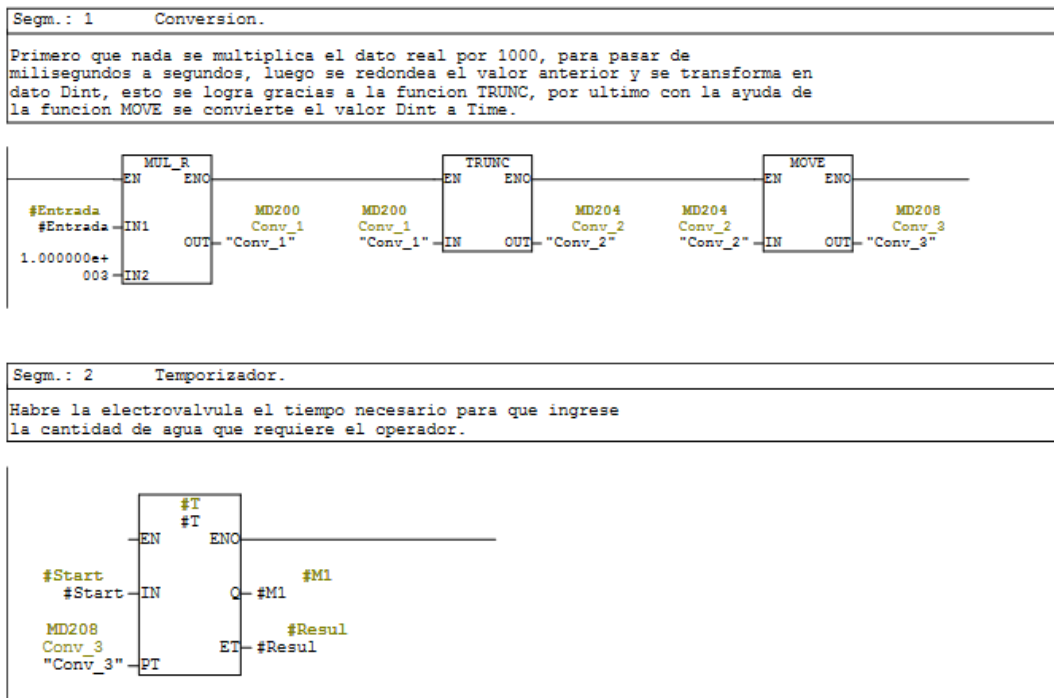 Segm.: 1 Conversion.
Primero que nada se multiplica el dato real por 1000, para pasar de
milisegundos a segundos, luego se redondea el valor anterior y se transforma en
dato Dint, esto se logra gracias a la funcion TRUNC, por ultimo con la ayuda de
la funcion MOVE se convierte el valor Dint a Time.
MUL_R TRUNC MOVE
EN ENO EN ENO EN ENO
#Entrada MD200 MD200 MD204 MD204 MD208
#Entrada IN1 Conv_1 Conv_1 Conv_2 Conv_2 Conv_3
OUT "Conv_1" "Conv_1" IN OUT "Conv_2" "Conv_2" IN OUT "Conv_3"
1.000000e+
003 IN2
Segm.: 2 Temporizador.
Habre la electrovalvula el tiempo necesario para que ingrese
la cantidad de agua que requiere el operador.
#T
#T
EN ENO
#Start #M1
#Start IN Q #M1
MD208 #Resul
Conv_3 ET #Resul
"Conv_3" PT